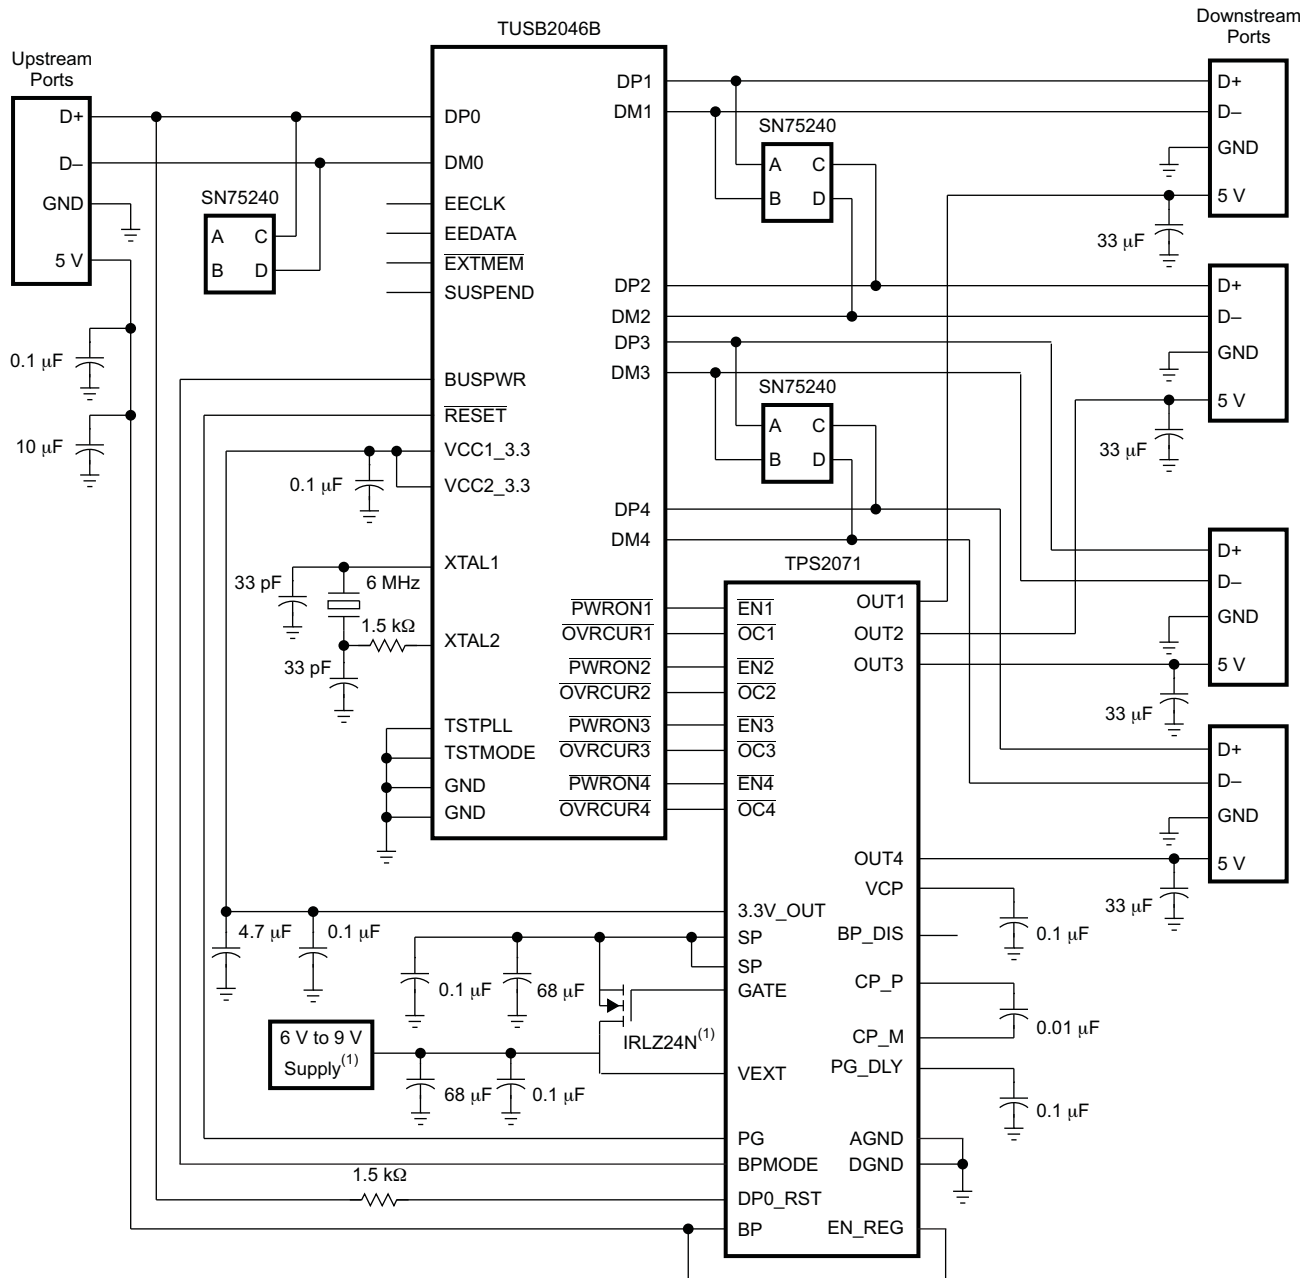 TUSB2046B
Downstream
Ports
Upstream
Ports
D+
D–
GND
5 V
0.1 μF
10 μF
SN75240
A
C
B
D
DP0
DM0
EECLK
EEDATA
EXTMEM
SUSPEND
BUSPWR
RESET
VCC1_3.3
VCC2_3.3
0.1 μF
XTAL1
33 pF
6 MHz
1.5 kΩ
XTAL2
33 pF
TSTPLL
TSTMODE
GND
GND
DP1
DM1
DP2
DM2
DP3
DM3
DP4
DM4
PWRON1
OVRCUR1
PWRON2
OVRCUR2
PWRON3
OVRCUR3
PWRON4
OVRCUR4
SN75240
A
C
B
D
SN75240
A
C
B
D
D+
D–
GND
5 V
33 μF
D+
D–
GND
5 V
33 μF
D+
D–
GND
5 V
33 μF
D+
D–
GND
5 V
33 μF
TPS2071
EN1
OC1
EN2
OC2
EN3
OC3
EN4
OC4
3.3V_OUT
SP
SP
GATE
VEXT
PG
BPMODE
DP0_RST
BP
OUT1
OUT2
OUT3
OUT4
VCP
BP_DIS
CP_P
CP_M
PG_DLY
AGND
DGND
EN_REG
0.1 μF
0.01 μF
0.1 μF
4.7 μF
0.1 μF
0.1 μF
68 μF
IRLZ24N(1)
6 V to 9 V
Supply(1)
68 μF
0.1 μF
1.5 kΩ